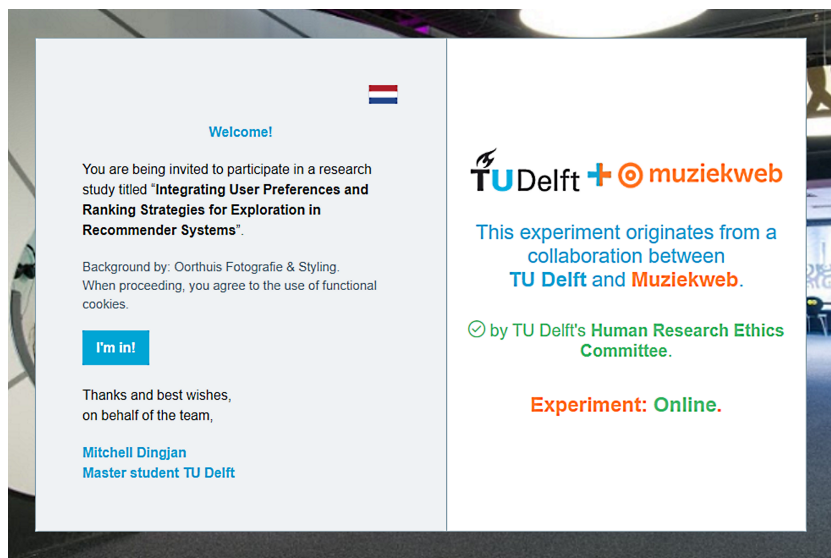 Welcome!
You are being invited to participate in a research
study titled “Integrating User Preferences and
Ranking Strategies for Exploration in
Recommender Systems”.
Background by: Oorthuis Fotografie & Styling.
When proceeding, you agree to the use of functional
cookies.
I'm in!
Thanks and best wishes,
on behalf of the team,
Mitchell Dingjan
Master student TU Delft
TU Delft + muziekweb
This experiment originates from a
collaboration between
TU Delft and Muziekweb.
by TU Delft's Human Research Ethics
Committee.
Experiment: Online.